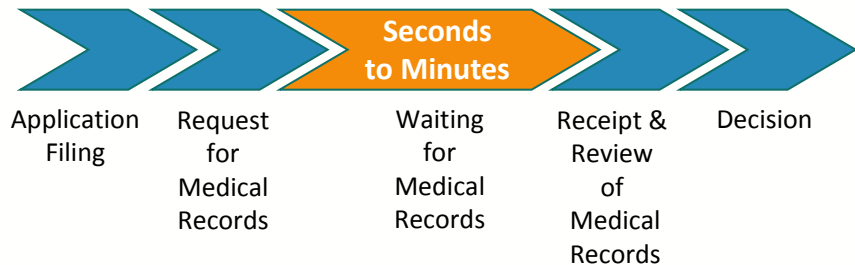 Seconds
to Minutes
Application
Filing
Request
for
Medical
Records
Waiting
for
Medical
Records
Receipt &
Review
of
Medical
Records
Decision